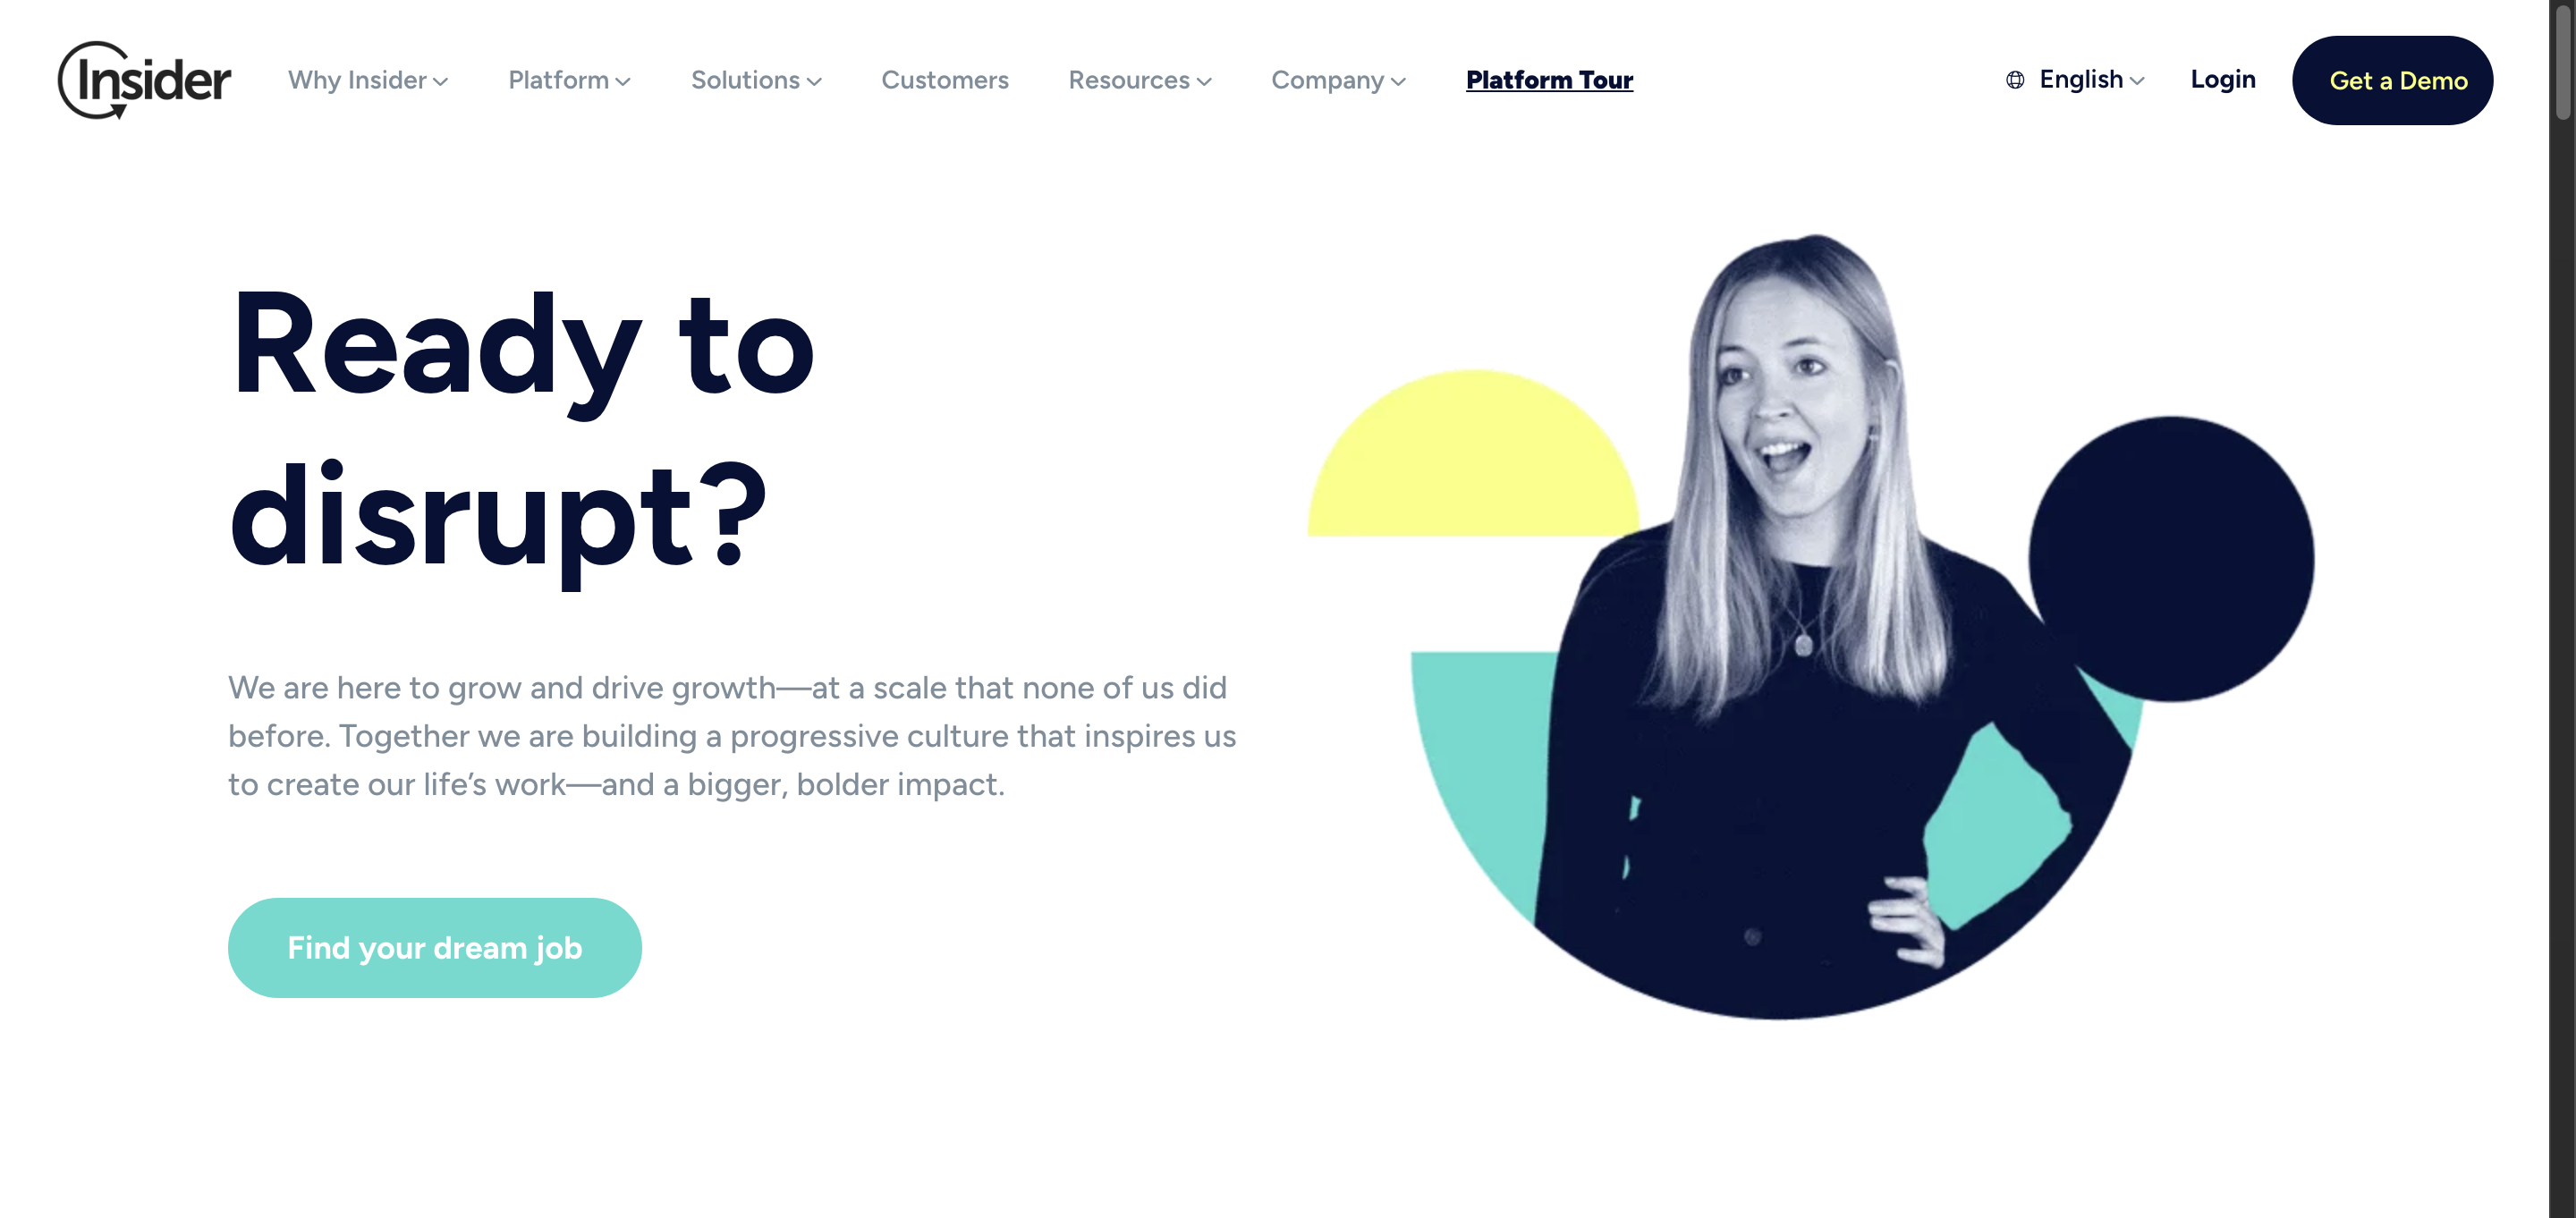 Insider
Why Insider
Platform
Solutions
Customers
Resources
Company
Platform Tour
English
Login
Get a Demo
Ready to
disrupt?
We are here to grow and drive growth—at a scale that none of us did
before. Together we are building a progressive culture that inspires us
to create our life’s work—and a bigger, bolder impact.
Find your dream job